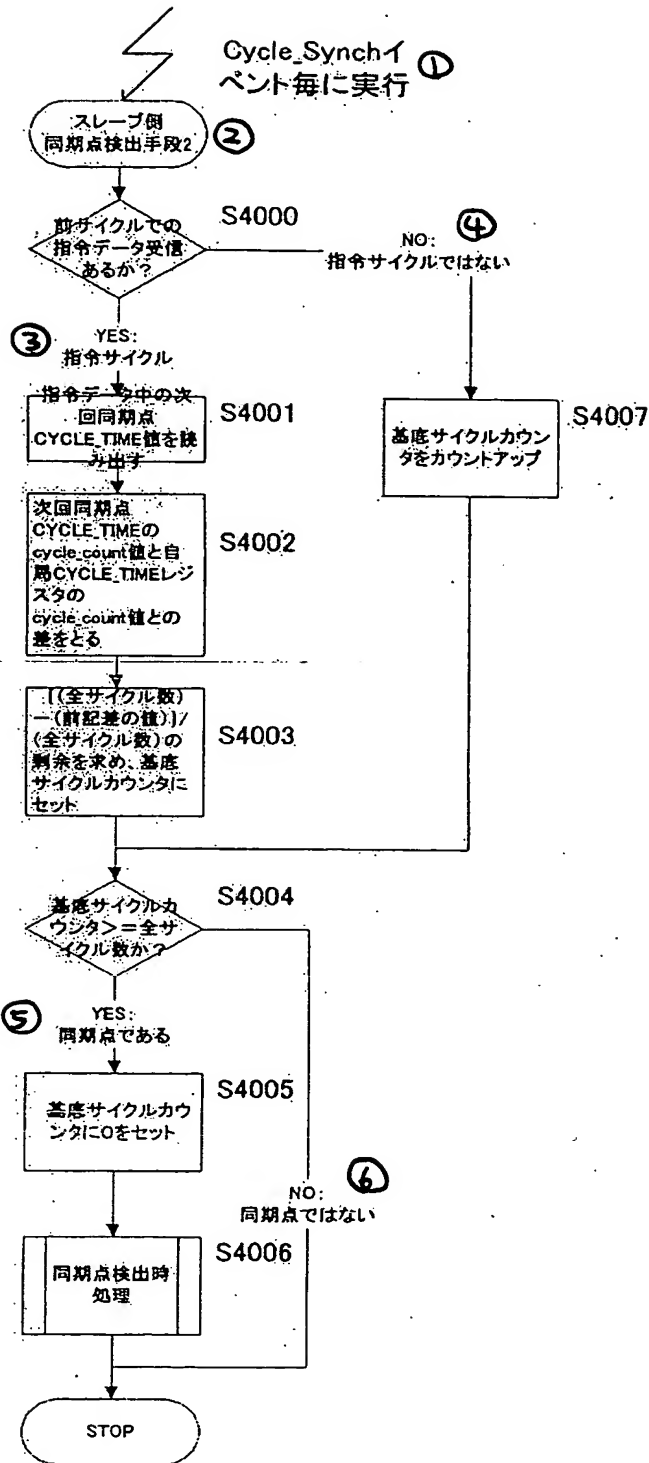 Cycle_Synchイ
ベント毎に実行
①
スレーブ側
同期点検出手段2
②
S4000
前サイクルでの
指令データ受信
あるか？
④
NO:
指令サイクルではない
③
YES:
指令サイクル
指令データ中の次
回同期点
CYCLE_TIME値を読
み出す
S4001
基底サイクルカウン
タをカウントアップ
S4007
次回同期点
CYCLE_TIMEの
cycle_count値と自
局CYCLE_TIMEレジ
スタの
cycle_count値との
差をとる
S4002
[(全サイクル数)
－(前記差の値)]/
(全サイクル数)の
剰余を求め、基底
サイクルカウンタに
セット
S4003
基底サイクルカ
ウンタ＞＝全サ
イクル数か？
S4004
⑤
YES:
同期点である
基底サイクルカウ
ンタに0をセット
S4005
⑥
NO:
同期点ではない
同期点検出時
処理
S4006
STOP